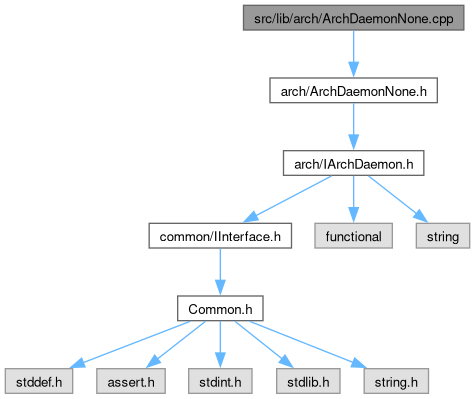 src/lib/arch/ArchDaemonNone.cpp
arch/ArchDaemonNone.h
arch/IArchDaemon.h
common/IInterface.h
functional
string
Common.h
stddef.h
assert.h
stdint.h
stdlib.h
string.h